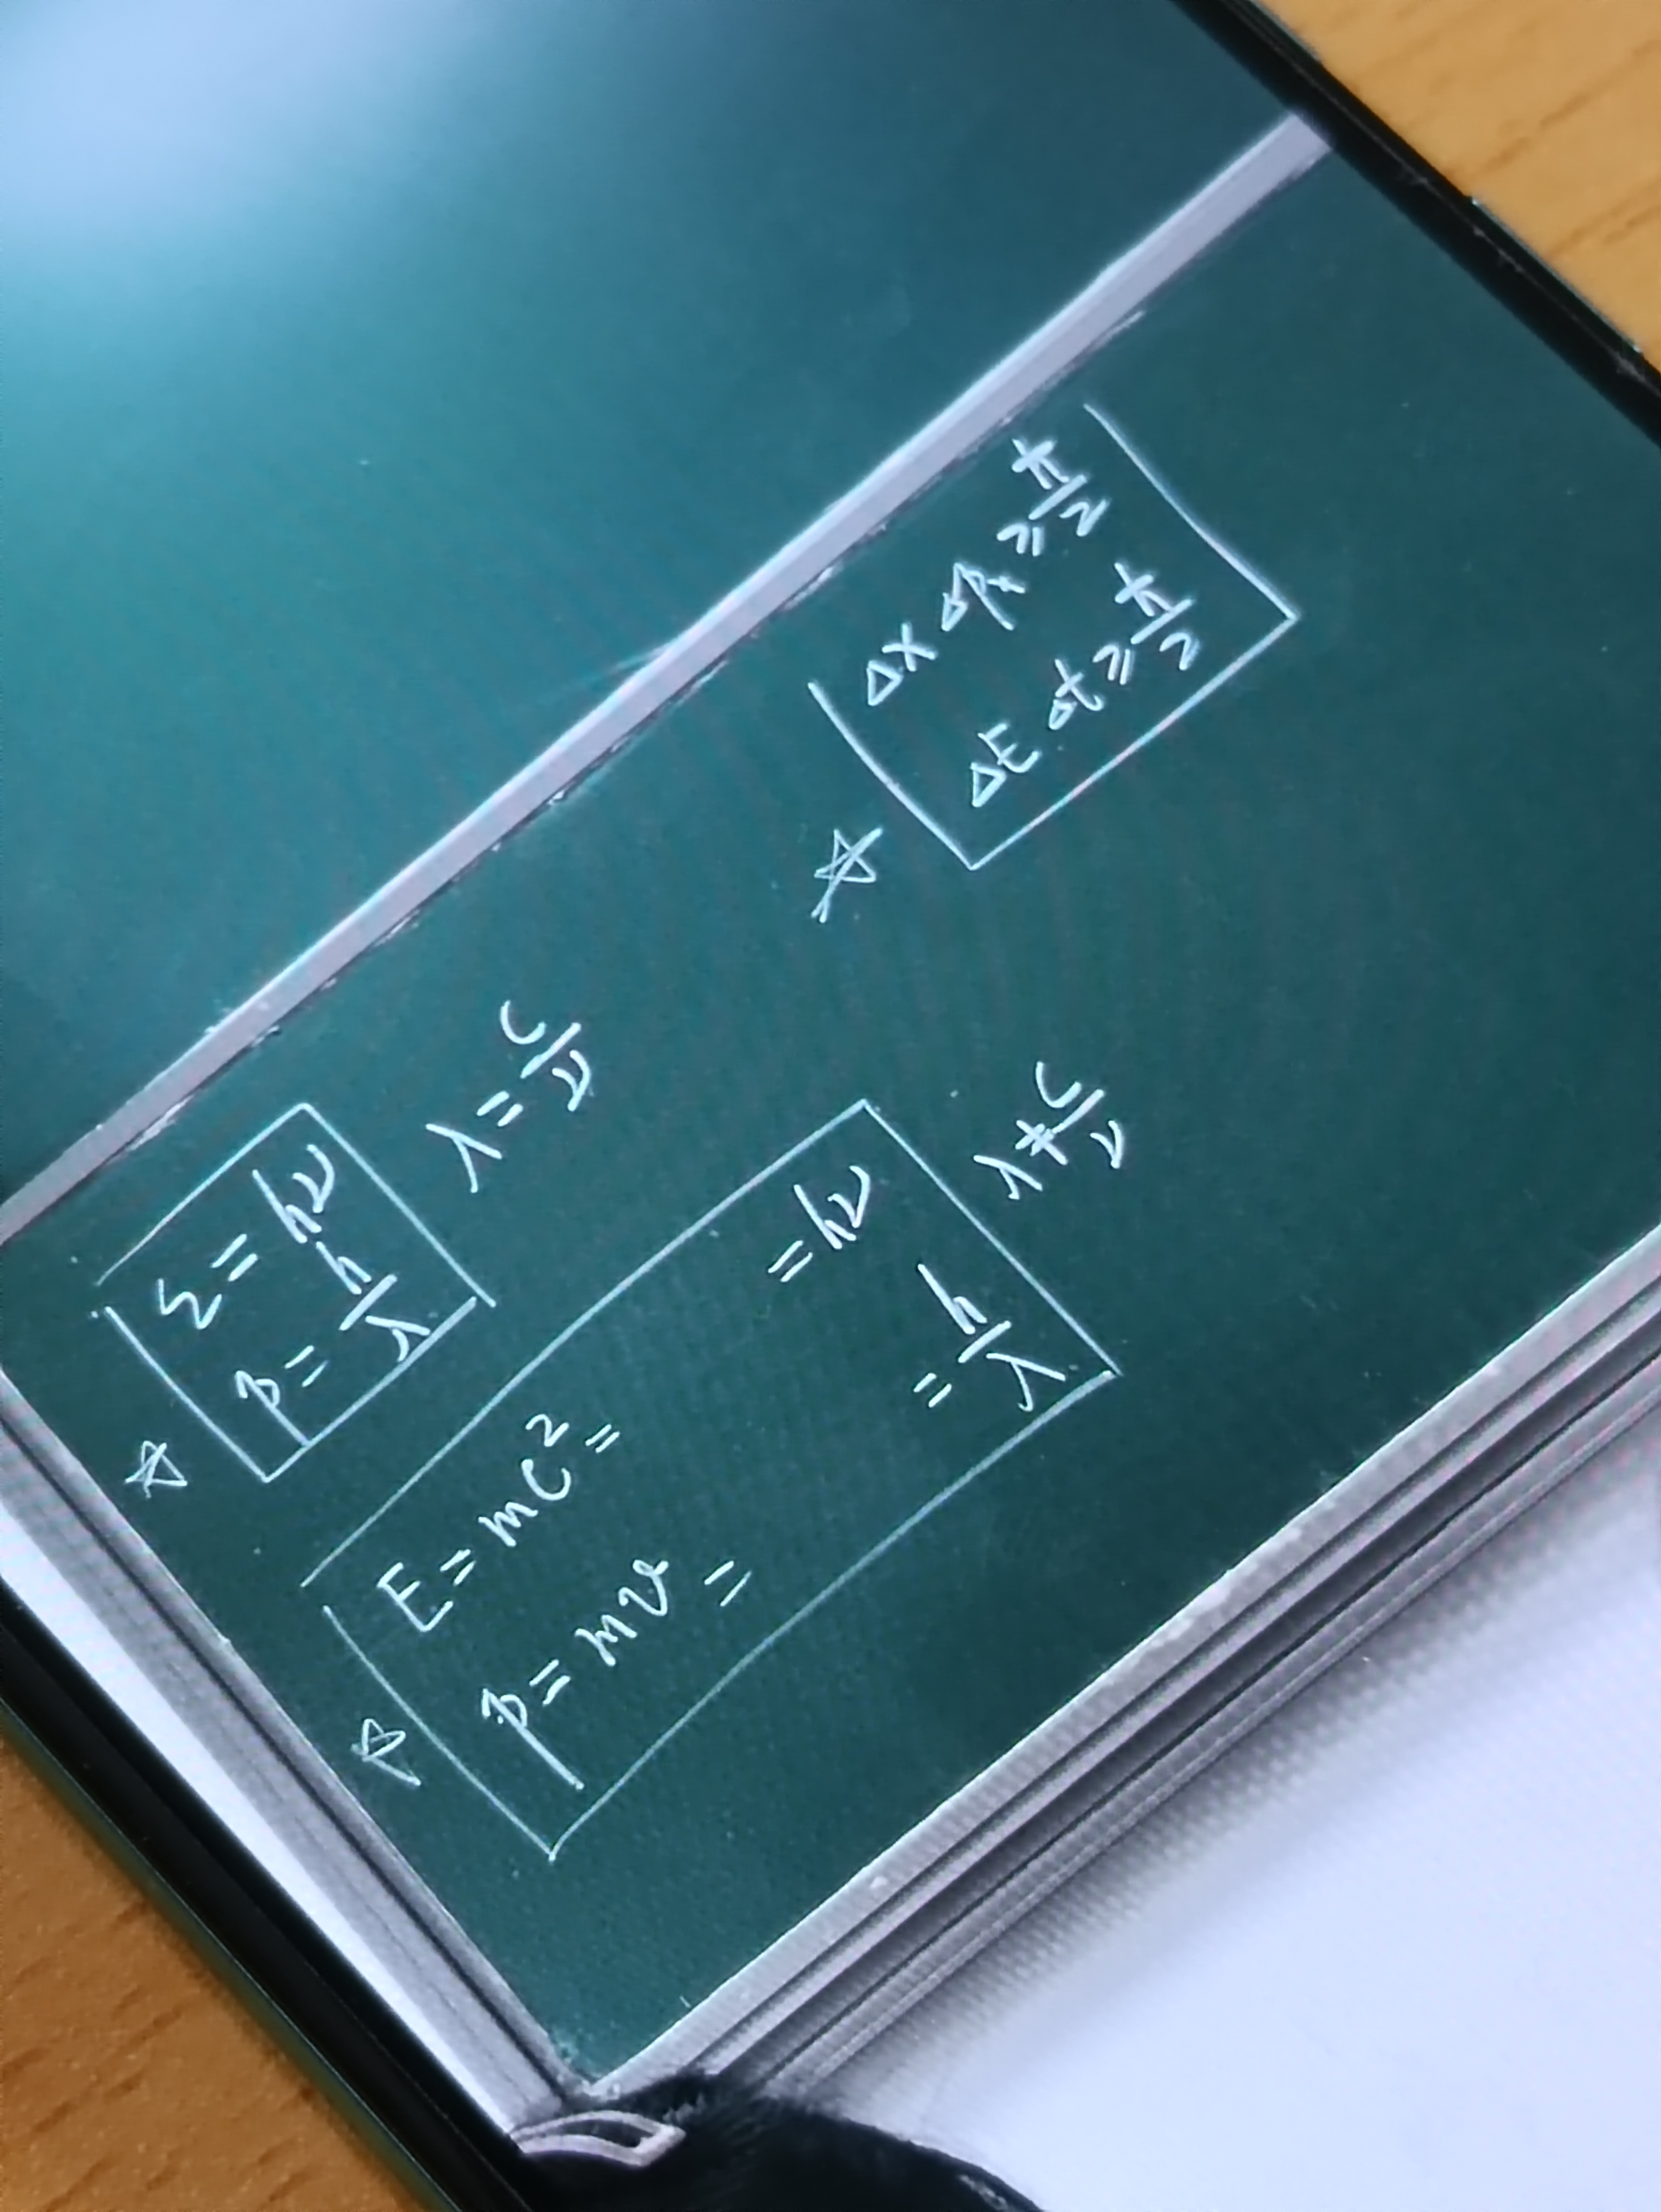 ☆ ε = hν
p = h/λ
λ = c/ν
☆ E = mc² = = hν
p = mv = = h/λ
λ ≠ c/ν
☆ Δx Δpₓ ≥ ħ/2
ΔE Δt ≥ ħ/2